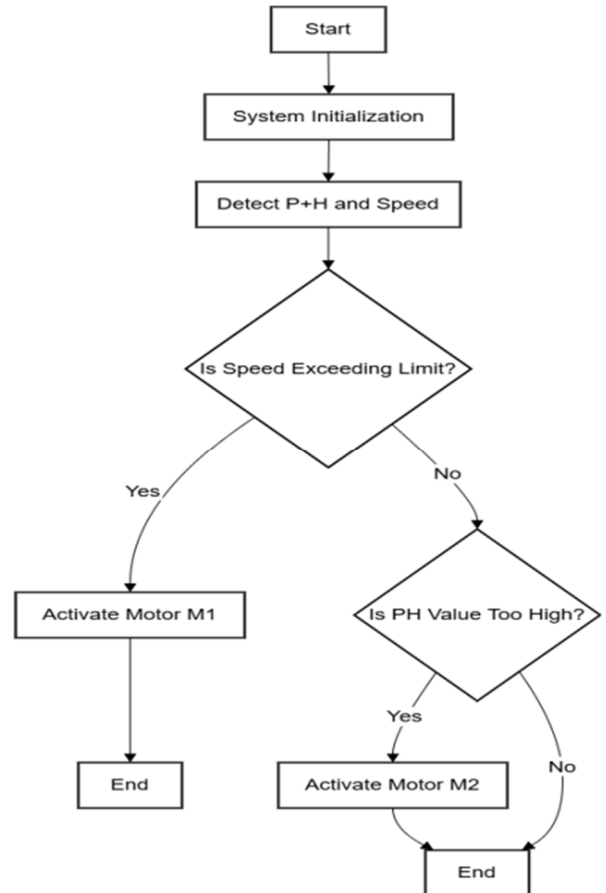 Start
System Initialization
Detect P+H and Speed
Is Speed Exceeding Limit?
Yes
No
Activate Motor M1
Is PH Value Too High?
Yes
No
End
Activate Motor M2
End